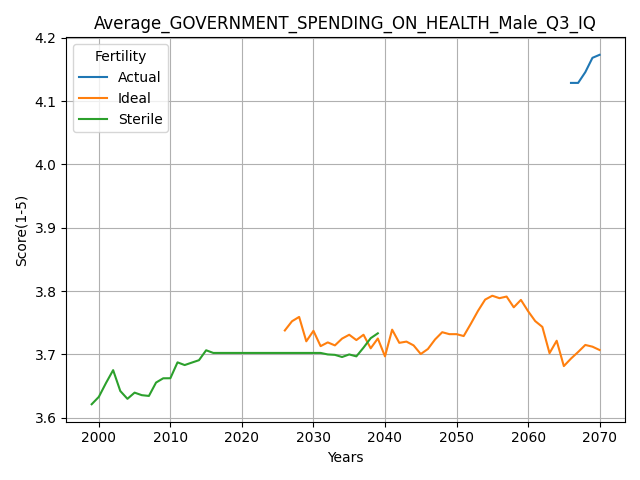 Average_GOVERNMENT_SPENDING_ON_HEALTH_Male_Q3_IQ
Fertility
Actual
Ideal
Sterile
4.2
4.1
4.0
3.9
3.8
3.7
3.6
Score(1-5)
2000 2010 2020 2030 2040 2050 2060 2070
Years